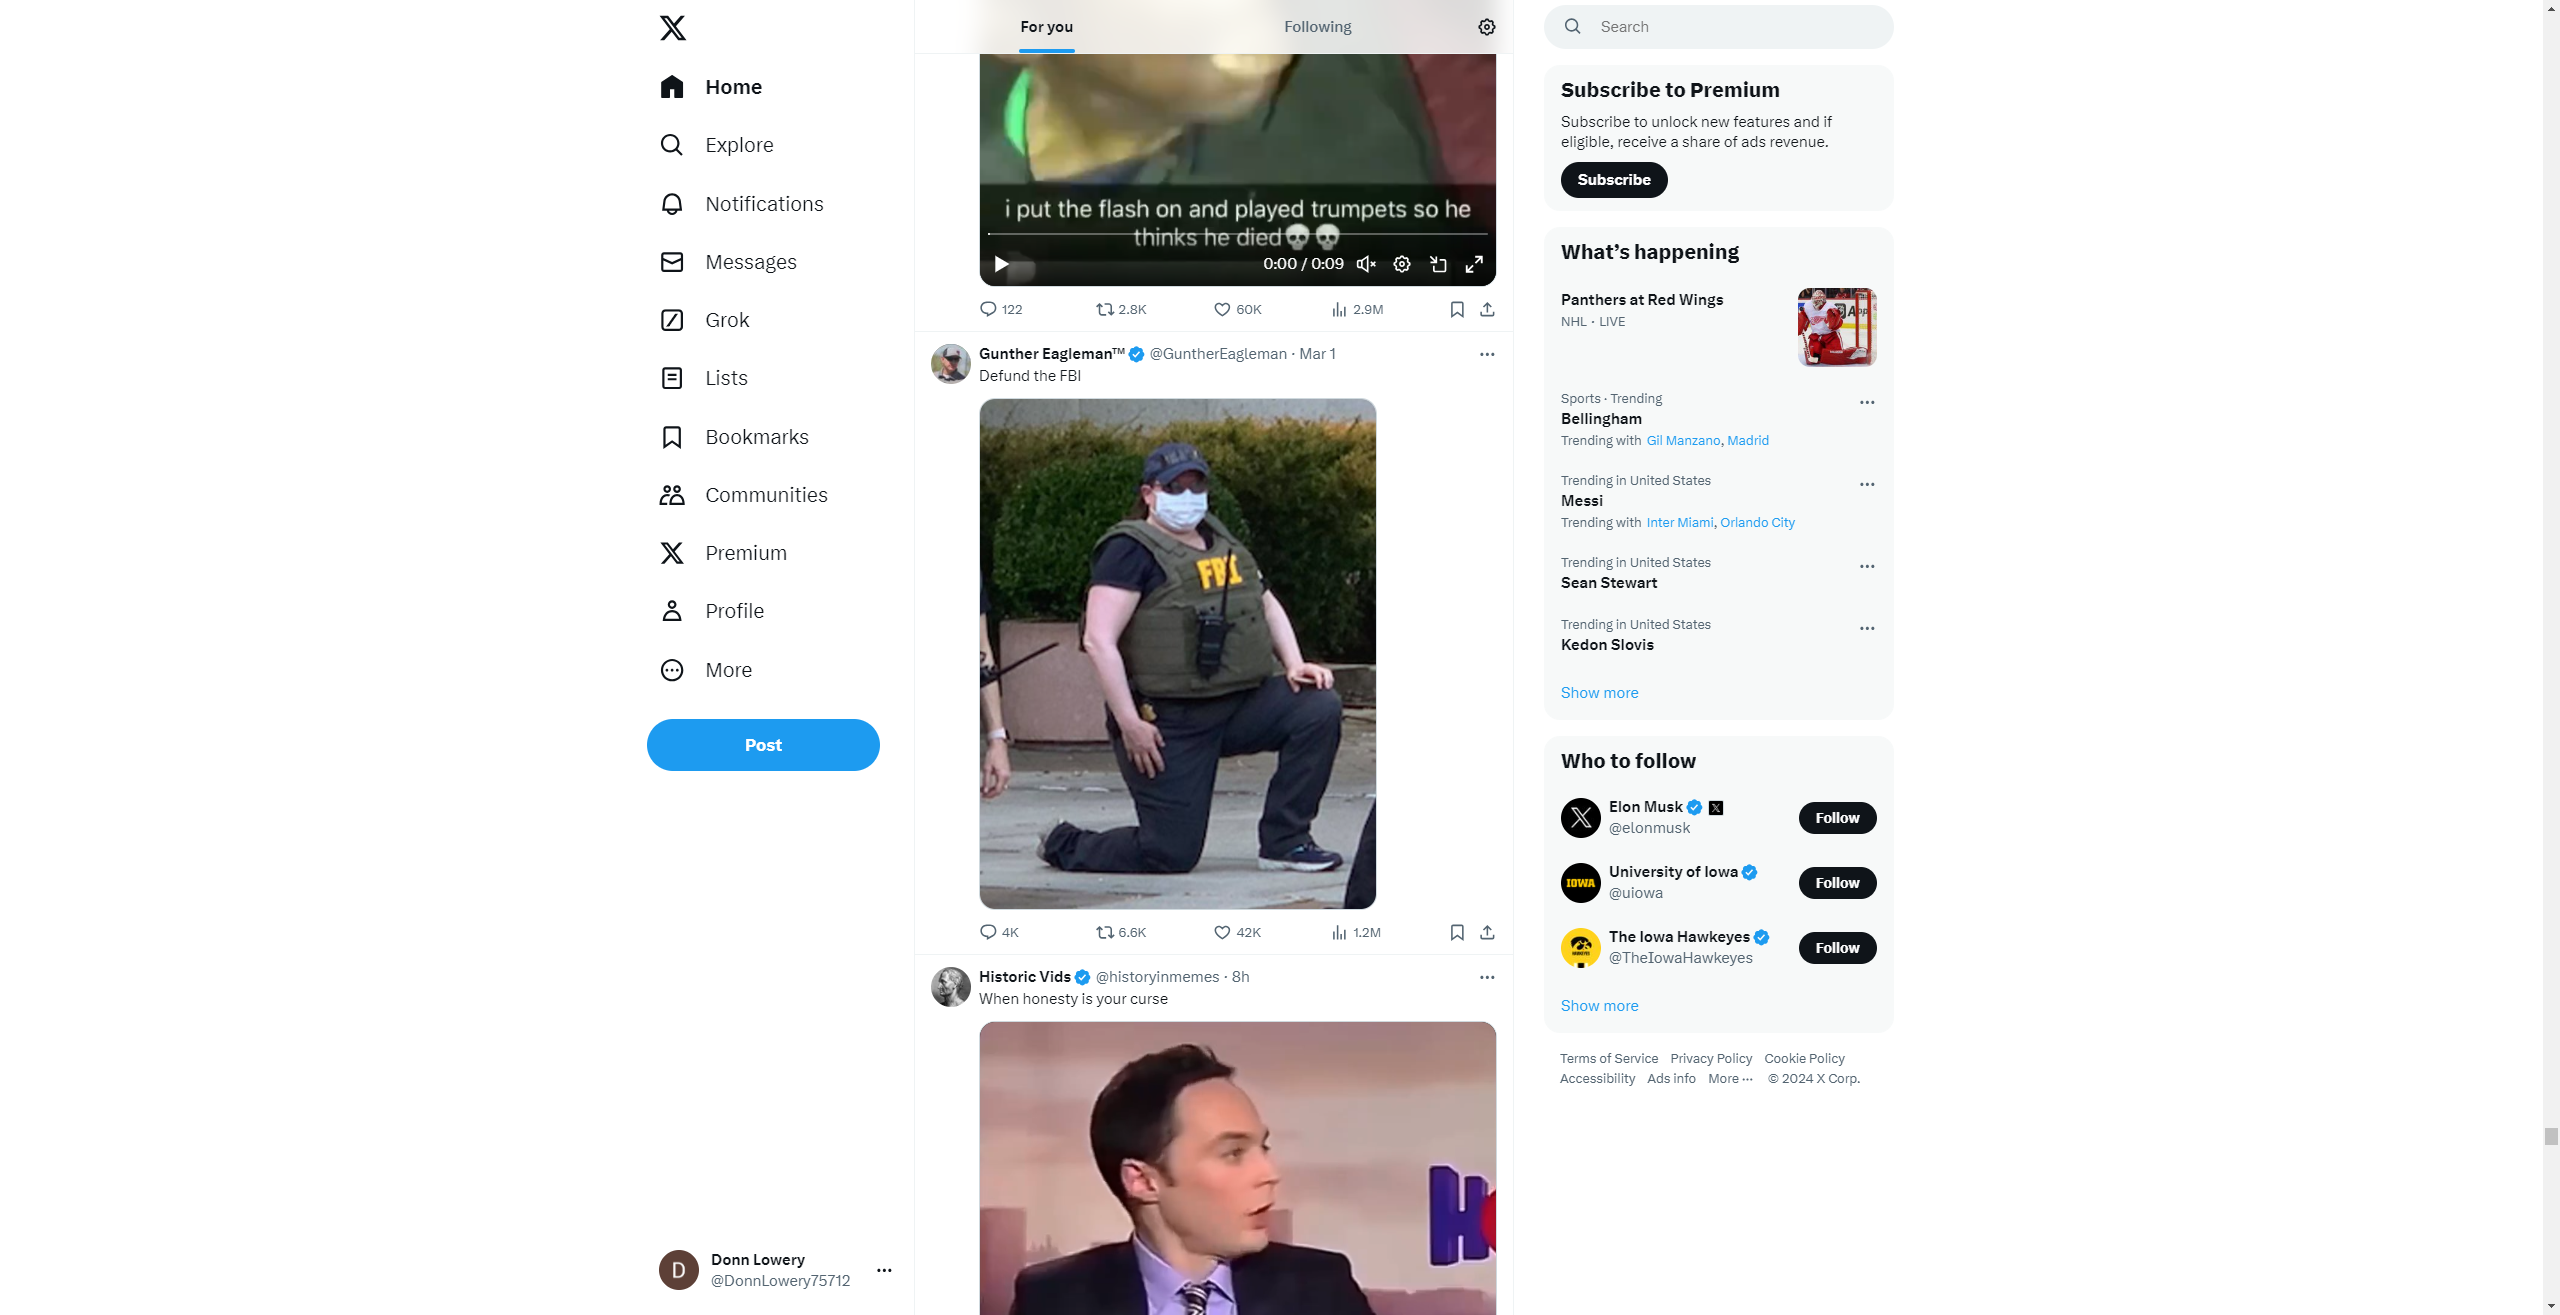 Home
Explore
Notifications
Messages
Grok
Lists
Bookmarks
Communities
Premium
Profile
More
Post
Donn Lowery
@DonnLowery75712
D
For you
Following
i put the flash on and played trumpets so he
thinks he died💀💀
0:00 / 0:09
122 2.8K 60K 2.9M
Gunther Eagleman™ @GuntherEagleman · Mar 1
Defund the FBI
FBI
4K 6.6K 42K 1.2M
Historic Vids @historyinmemes · 8h
When honesty is your curse
Search
Subscribe to Premium
Subscribe to unlock new features and if
eligible, receive a share of ads revenue.
Subscribe
What’s happening
Panthers at Red Wings
NHL · LIVE
Sports · Trending
Bellingham
Trending with Gil Manzano, Madrid
Trending in United States
Messi
Trending with Inter Miami, Orlando City
Trending in United States
Sean Stewart
Trending in United States
Kedon Slovis
Show more
Who to follow
Elon Musk
@elonmusk
Follow
IOWA
University of Iowa
@uiowa
Follow
The Iowa Hawkeyes
@TheIowaHawkeyes
Follow
Show more
Terms of Service Privacy Policy Cookie Policy
Accessibility Ads info More ··· © 2024 X Corp.